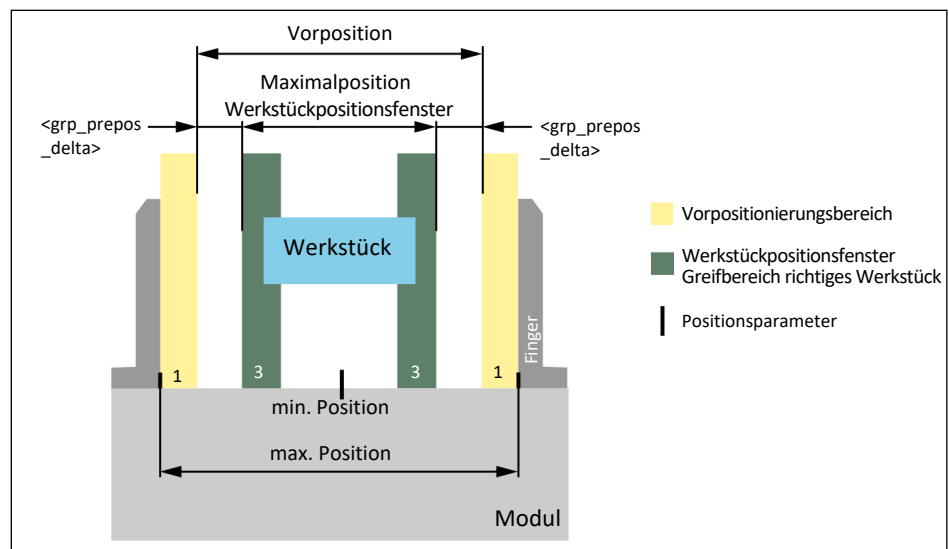 Vorposition
Maximalposition
Werkstückpositionsfenster
<grp_prepos
_delta>
<grp_prepos
_delta>
Werkstück
Vorpositionierungsbereich
Werkstückpositionsfenster
Greifbereich richtiges Werkstück
Positionsparameter
Finger
1
3
3
1
min. Position
max. Position
Modul